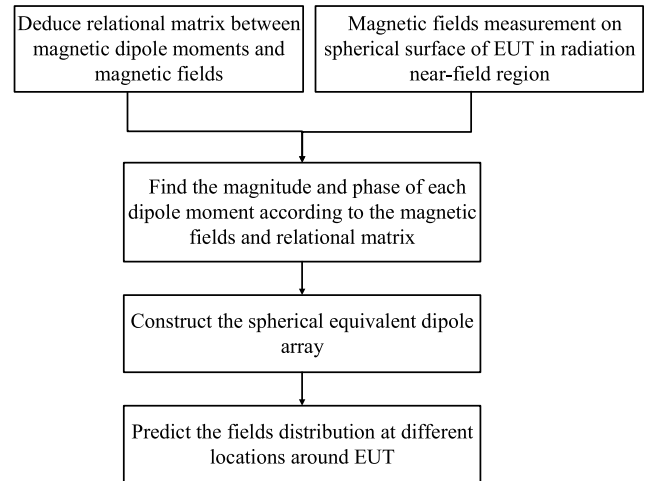 Deduce relational matrix between
magnetic dipole moments and
magnetic fields
Magnetic fields measurement on
spherical surface of EUT in radiation
near-field region
Find the magnitude and phase of each
dipole moment according to the magnetic
fields and relational matrix
Construct the spherical equivalent dipole
array
Predict the fields distribution at different
locations around EUT